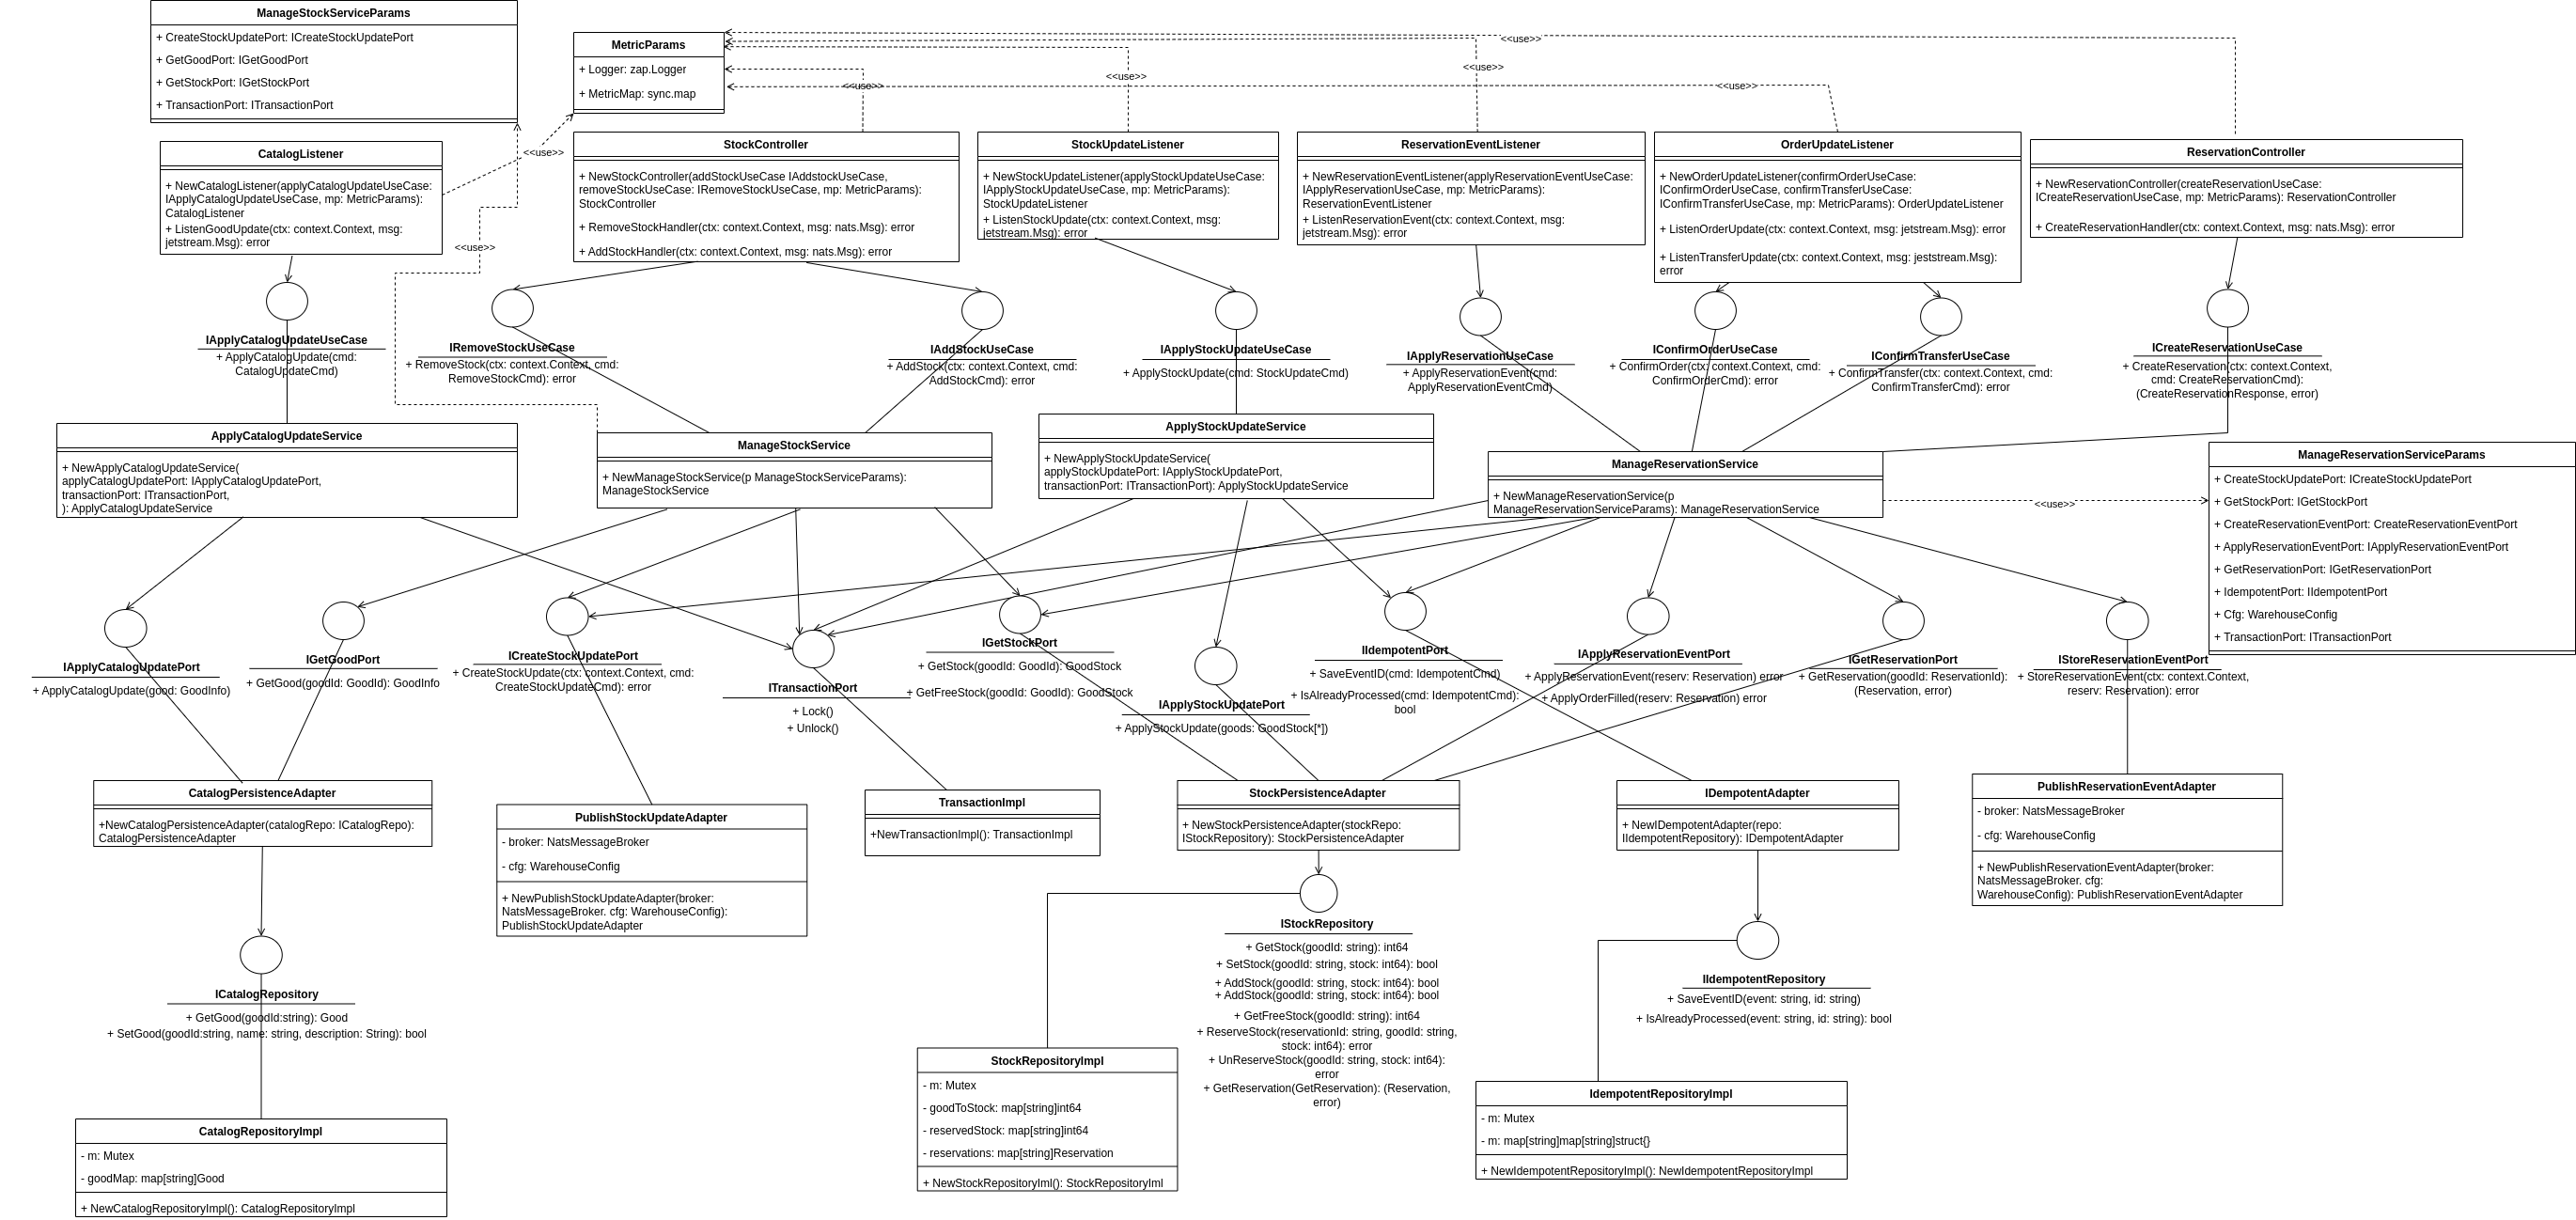 ManageStockServiceParams
+ CreateStockUpdatePort: ICreateStockUpdatePort
+ GetGoodPort: IGetGoodPort
+ GetStockPort: IGetStockPort
+ TransactionPort: ITransactionPort
MetricParams
+ Logger: zap.Logger
+ MetricMap: sync.map
<<use>>
<<use>>
<<use>>
<<use>>
<<use>>
<<use>>
<<use>>
CatalogListener
+ NewCatalogListener(applyCatalogUpdateUseCase:
IApplyCatalogUpdateUseCase, mp: MetricParams):
CatalogListener
+ ListenGoodUpdate(ctx: context.Context, msg:
jetstream.Msg): error
StockController
+ NewStockController(addStockUseCase IAddstockUseCase,
removeStockUseCase: IRemoveStockUseCase, mp: MetricParams):
StockController
+ RemoveStockHandler(ctx: context.Context, msg: nats.Msg): error
+ AddStockHandler(ctx: context.Context, msg: nats.Msg): error
StockUpdateListener
+ NewStockUpdateListener(applyStockUpdateUseCase:
IApplyStockUpdateUseCase, mp: MetricParams):
StockUpdateListener
+ ListenStockUpdate(ctx: context.Context, msg:
jetstream.Msg): error
ReservationEventListener
+ NewReservationEventListener(applyReservationEventUseCase:
IApplyReservationUseCase, mp: MetricParams):
ReservationEventListener
+ ListenReservationEvent(ctx: context.Context, msg:
jetstream.Msg): error
OrderUpdateListener
+ NewOrderUpdateListener(confirmOrderUseCase:
IConfirmOrderUseCase, confirmTransferUseCase:
IConfirmTransferUseCase, mp: MetricParams): OrderUpdateListener
+ ListenOrderUpdate(ctx: context.Context, msg: jetstream.Msg): error
+ ListenTransferUpdate(ctx: context.Context, msg: jeststream.Msg):
error
ReservationController
+ NewReservationController(createReservationUseCase:
ICreateReservationUseCase, mp: MetricParams): ReservationController
+ CreateReservationHandler(ctx: context.Context, msg: nats.Msg): error
IApplyCatalogUpdateUseCase
+ ApplyCatalogUpdate(cmd:
CatalogUpdateCmd)
IRemoveStockUseCase
+ RemoveStock(ctx: context.Context, cmd:
RemoveStockCmd): error
IAddStockUseCase
+ AddStock(ctx: context.Context, cmd:
AddStockCmd): error
IApplyStockUpdateUseCase
+ ApplyStockUpdate(cmd: StockUpdateCmd)
IApplyReservationUseCase
+ ApplyReservationEvent(cmd:
ApplyReservationEventCmd)
IConfirmOrderUseCase
+ ConfirmOrder(ctx: context.Context, cmd:
ConfirmOrderCmd): error
IConfirmTransferUseCase
+ ConfirmTransfer(ctx: context.Context, cmd:
ConfirmTransferCmd): error
ICreateReservationUseCase
+ CreateReservation(ctx: context.Context,
cmd: CreateReservationCmd):
(CreateReservationResponse, error)
ApplyCatalogUpdateService
+ NewApplyCatalogUpdateService(
applyCatalogUpdatePort: IApplyCatalogUpdatePort,
transactionPort: ITransactionPort,
): ApplyCatalogUpdateService
ManageStockService
+ NewManageStockService(p ManageStockServiceParams):
ManageStockService
ApplyStockUpdateService
+ NewApplyStockUpdateService(
applyStockUpdatePort: IApplyStockUpdatePort,
transactionPort: ITransactionPort): ApplyStockUpdateService
ManageReservationService
+ NewManageReservationService(p
ManageReservationServiceParams): ManageReservationService
<<use>>
ManageReservationServiceParams
+ CreateStockUpdatePort: ICreateStockUpdatePort
+ GetStockPort: IGetStockPort
+ CreateReservationEventPort: CreateReservationEventPort
+ ApplyReservationEventPort: IApplyReservationEventPort
+ GetReservationPort: IGetReservationPort
+ IdempotentPort: IIdempotentPort
+ Cfg: WarehouseConfig
+ TransactionPort: ITransactionPort
IApplyCatalogUpdatePort
+ ApplyCatalogUpdate(good: GoodInfo)
IGetGoodPort
+ GetGood(goodId: GoodId): GoodInfo
ICreateStockUpdatePort
+ CreateStockUpdate(ctx: context.Context, cmd:
CreateStockUpdateCmd): error
ITransactionPort
+ Lock()
+ Unlock()
IGetStockPort
+ GetStock(goodId: GoodId): GoodStock
+ GetFreeStock(goodId: GoodId): GoodStock
IApplyStockUpdatePort
+ ApplyStockUpdate(goods: GoodStock[*])
IIdempotentPort
+ SaveEventID(cmd: IdempotentCmd)
+ IsAlreadyProcessed(cmd: IdempotentCmd):
bool
IApplyReservationEventPort
+ ApplyReservationEvent(reserv: Reservation) error
+ ApplyOrderFilled(reserv: Reservation) error
IGetReservationPort
+ GetReservation(goodId: ReservationId):
(Reservation, error)
IStoreReservationEventPort
+ StoreReservationEvent(ctx: context.Context,
reserv: Reservation): error
CatalogPersistenceAdapter
+NewCatalogPersistenceAdapter(catalogRepo: ICatalogRepo):
CatalogPersistenceAdapter
PublishStockUpdateAdapter
- broker: NatsMessageBroker
- cfg: WarehouseConfig
+ NewPublishStockUpdateAdapter(broker:
NatsMessageBroker. cfg: WarehouseConfig):
PublishStockUpdateAdapter
TransactionImpl
+NewTransactionImpl(): TransactionImpl
StockPersistenceAdapter
+ NewStockPersistenceAdapter(stockRepo:
IStockRepository): StockPersistenceAdapter
IDempotentAdapter
+ NewIDempotentAdapter(repo:
IIdempotentRepository): IDempotentAdapter
PublishReservationEventAdapter
- broker: NatsMessageBroker
- cfg: WarehouseConfig
+ NewPublishReservationEventAdapter(broker:
NatsMessageBroker. cfg:
WarehouseConfig): PublishReservationEventAdapter
ICatalogRepository
+ GetGood(goodId:string): Good
+ SetGood(goodId:string, name: string, description: String): bool
IStockRepository
+ GetStock(goodId: string): int64
+ SetStock(goodId: string, stock: int64): bool
+ AddStock(goodId: string, stock: int64): bool
+ AddStock(goodId: string, stock: int64): bool
+ GetFreeStock(goodId: string): int64
+ ReserveStock(reservationId: string, goodId: string,
stock: int64): error
+ UnReserveStock(goodId: string, stock: int64):
error
+ GetReservation(GetReservation): (Reservation,
error)
IIdempotentRepository
+ SaveEventID(event: string, id: string)
+ IsAlreadyProcessed(event: string, id: string): bool
CatalogRepositoryImpl
- m: Mutex
- goodMap: map[string]Good
+ NewCatalogRepositoryImpl(): CatalogRepositoryImpl
StockRepositoryImpl
- m: Mutex
- goodToStock: map[string]int64
- reservedStock: map[string]int64
- reservations: map[string]Reservation
+ NewStockRepositoryIml(): StockRepositoryIml
IdempotentRepositoryImpl
- m: Mutex
- m: map[string]map[string]struct{}
+ NewIdempotentRepositoryImpl(): NewIdempotentRepositoryImpl